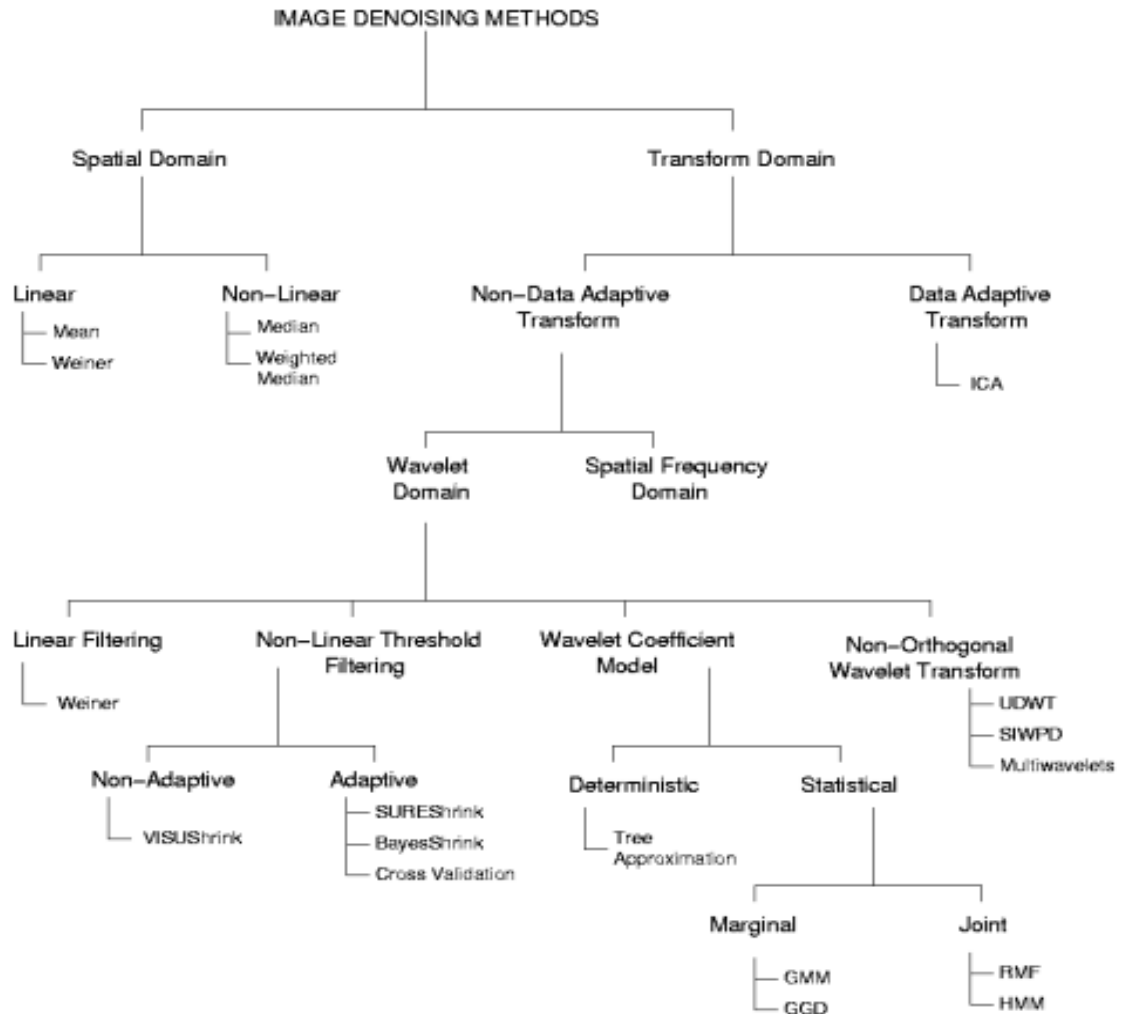 IMAGE DENOISING METHODS
Spatial Domain
Transform Domain
Linear
Mean
Weiner
Non-Linear
Median
Weighted
Median
Non-Data Adaptive
Transform
Data Adaptive
Transform
ICA
Wavelet
Domain
Spatial Frequency
Domain
Linear Filtering
Weiner
Non-Linear Threshold
Filtering
Wavelet Coefficient
Model
Non-Orthogonal
Wavelet Transform
UDWT
SIWPD
Multiwavelets
Non-Adaptive
VISUShrink
Adaptive
SUREShrink
BayesShrink
Cross Validation
Deterministic
Tree
Approximation
Statistical
Marginal
GMM
GGD
Joint
RMF
HMM